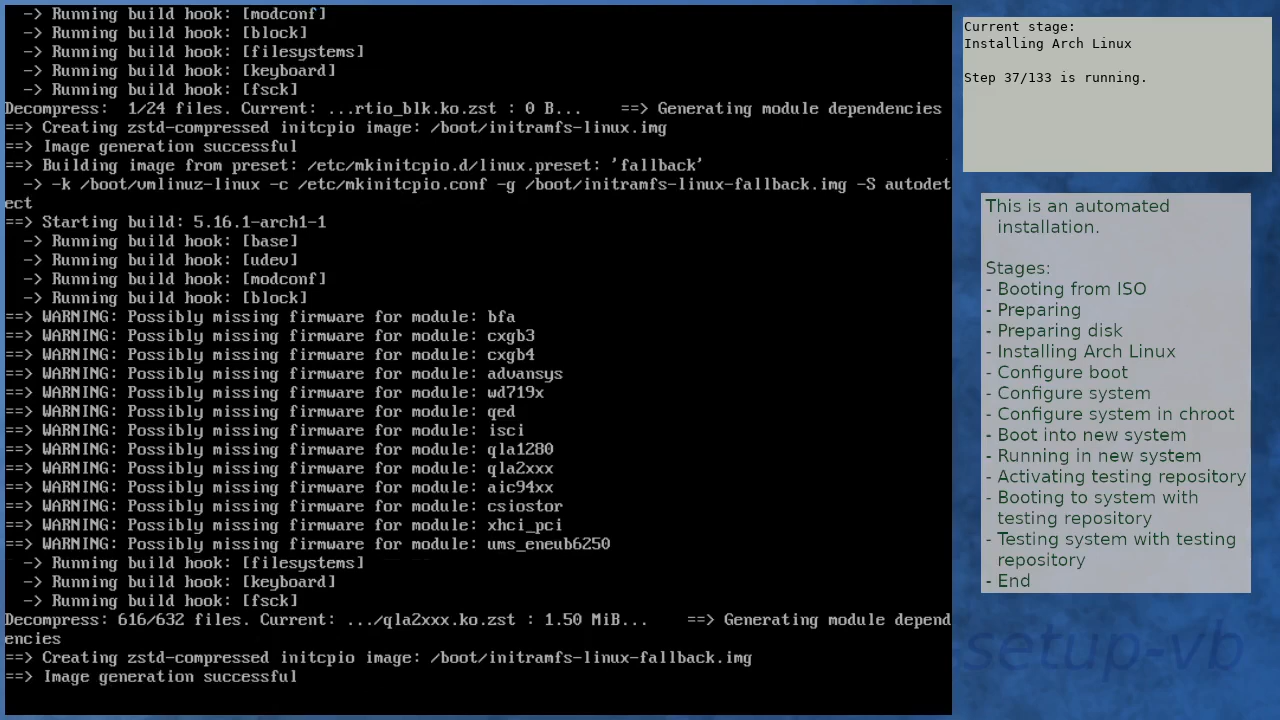 -> Running build hook: [modconf]
  -> Running build hook: [block]
  -> Running build hook: [filesystems]
  -> Running build hook: [keyboard]
  -> Running build hook: [fsck]
Decompress:  1/24 files. Current: ...rtio_blk.ko.zst : 0 B...    ==> Generating module dependencies
==> Creating zstd-compressed initcpio image: /boot/initramfs-linux.img
==> Image generation successful
==> Building image from preset: /etc/mkinitcpio.d/linux.preset: 'fallback'
  -> -k /boot/vmlinuz-linux -c /etc/mkinitcpio.conf -g /boot/initramfs-linux-fallback.img -S autodet
ect
==> Starting build: 5.16.1-arch1-1
  -> Running build hook: [base]
  -> Running build hook: [udev]
  -> Running build hook: [modconf]
  -> Running build hook: [block]
==> WARNING: Possibly missing firmware for module: bfa
==> WARNING: Possibly missing firmware for module: cxgb3
==> WARNING: Possibly missing firmware for module: cxgb4
==> WARNING: Possibly missing firmware for module: advansys
==> WARNING: Possibly missing firmware for module: wd719x
==> WARNING: Possibly missing firmware for module: qed
==> WARNING: Possibly missing firmware for module: isci
==> WARNING: Possibly missing firmware for module: qla1280
==> WARNING: Possibly missing firmware for module: qla2xxx
==> WARNING: Possibly missing firmware for module: aic94xx
==> WARNING: Possibly missing firmware for module: csiostor
==> WARNING: Possibly missing firmware for module: xhci_pci
==> WARNING: Possibly missing firmware for module: ums_eneub6250
  -> Running build hook: [filesystems]
  -> Running build hook: [keyboard]
  -> Running build hook: [fsck]
Decompress: 616/632 files. Current: .../qla2xxx.ko.zst : 1.50 MiB...    ==> Generating module depend
encies
==> Creating zstd-compressed initcpio image: /boot/initramfs-linux-fallback.img
==> Image generation successful
Current stage:
Installing Arch Linux
Step 37/133 is running.
This is an automated
installation.
Stages:
- Booting from ISO
- Preparing
- Preparing disk
- Installing Arch Linux
- Configure boot
- Configure system
- Configure system in chroot
- Boot into new system
- Running in new system
- Activating testing repository
- Booting to system with
testing repository
- Testing system with testing
repository
- End
setup-vb